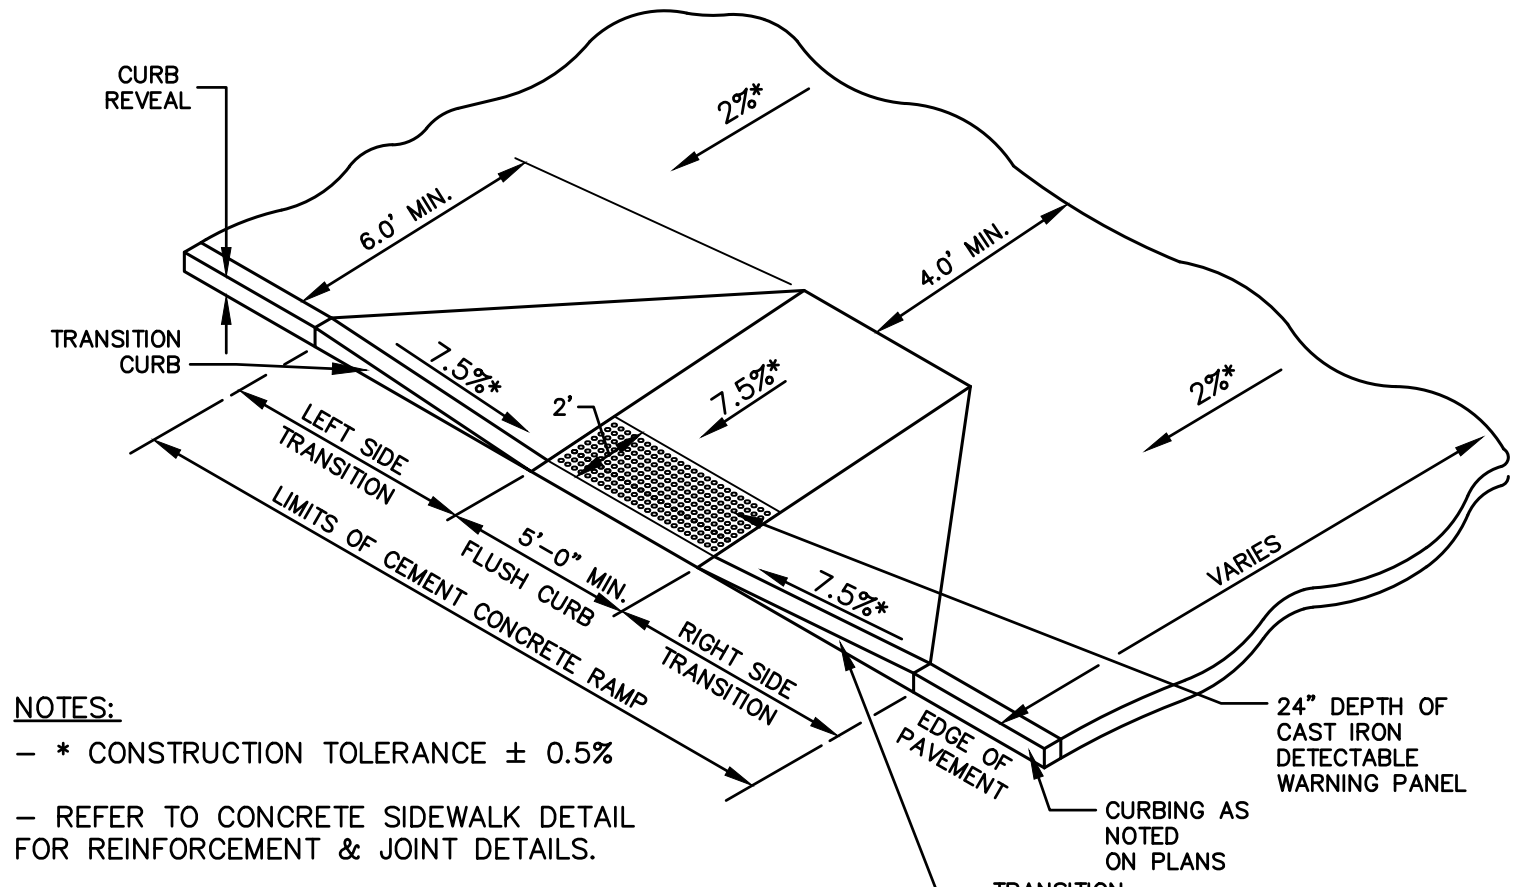 CURB
REVEAL
2%*
6.0' MIN.
4.0' MIN.
TRANSITION
CURB
7.5%*
7.5%*
2%*
2'
LEFT SIDE
TRANSITION
LIMITS OF CEMENT CONCRETE RAMP
5'-0" MIN.
FLUSH CURB
VARIES
7.5%*
RIGHT SIDE
TRANSITION
EDGE OF
PAVEMENT
24" DEPTH OF
CAST IRON
DETECTABLE
WARNING PANEL
CURBING AS
NOTED
ON PLANS
TRANSITION
NOTES:
- * CONSTRUCTION TOLERANCE ± 0.5%
- REFER TO CONCRETE SIDEWALK DETAIL
FOR REINFORCEMENT & JOINT DETAILS.